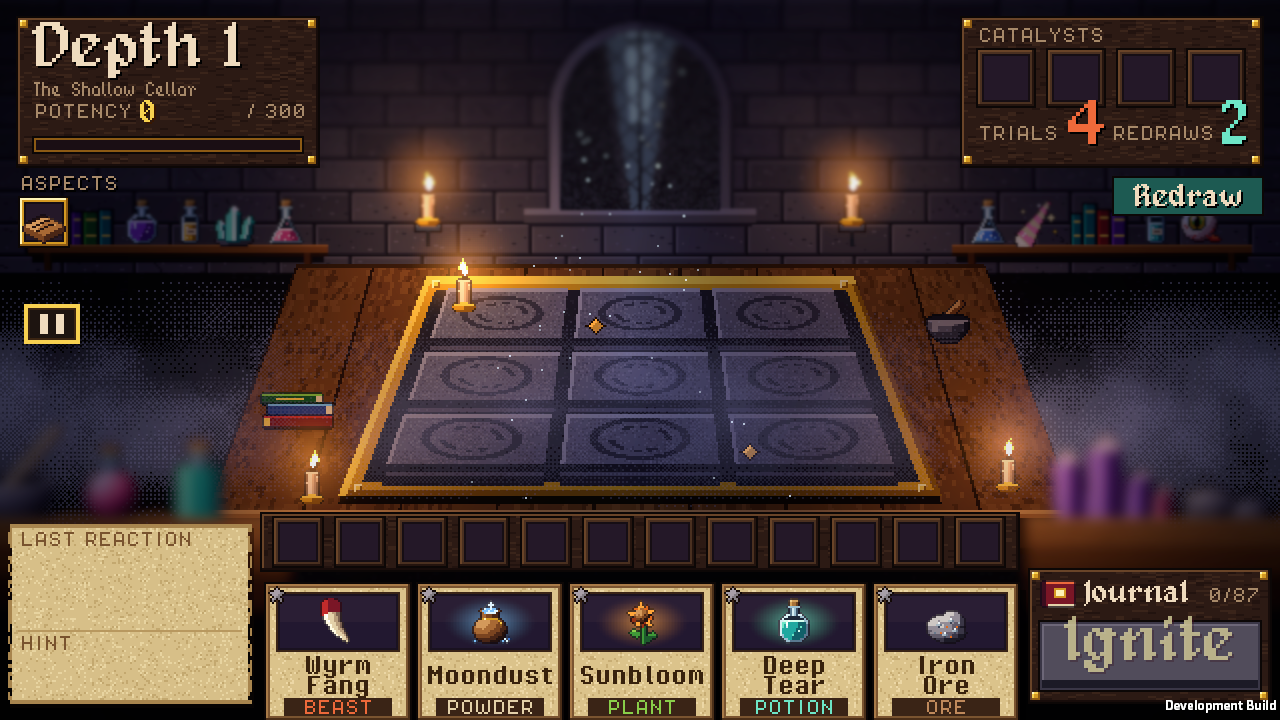 Depth 1
The Shallow Cellar
POTENCY 0 / 300
ASPECTS
CATALYSTS
TRIALS 4 REDRAWS 2
Redraw
LAST REACTION
HINT
Wyrm
Fang
BEAST
Moondust
POWDER
Sunbloom
PLANT
Deep
Tear
POTION
Iron
Ore
ORE
Journal 0/87
Ignite
Development Build